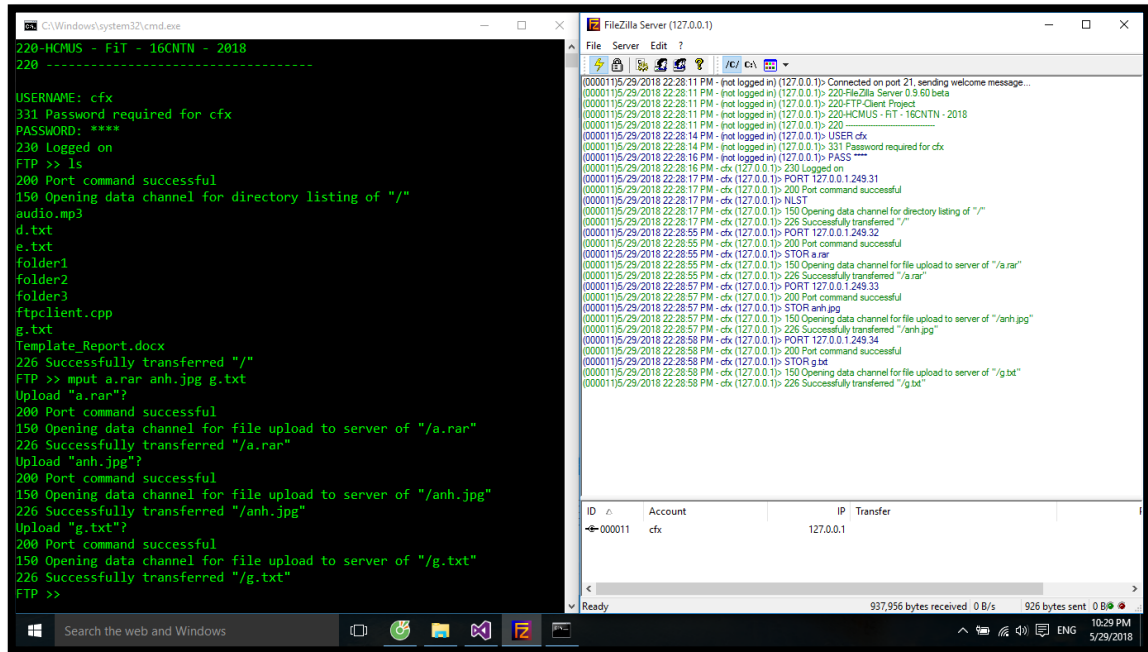 C:\Windows\system32\cmd.exe
220-HCMUS - FiT - 16CNTN - 2018
220 ------------------------------------
USERNAME: cfx
331 Password required for cfx
PASSWORD: ****
230 Logged on
FTP >> ls
200 Port command successful
150 Opening data channel for directory listing of "/"
audio.mp3
d.txt
e.txt
folder1
folder2
folder3
ftpclient.cpp
g.txt
Template_Report.docx
226 Successfully transferred "/"
FTP >> mput a.rar anh.jpg g.txt
Upload "a.rar"?
200 Port command successful
150 Opening data channel for file upload to server of "/a.rar"
226 Successfully transferred "/a.rar"
Upload "anh.jpg"?
200 Port command successful
150 Opening data channel for file upload to server of "/anh.jpg"
226 Successfully transferred "/anh.jpg"
Upload "g.txt"?
200 Port command successful
150 Opening data channel for file upload to server of "/g.txt"
226 Successfully transferred "/g.txt"
FTP >>
FileZilla Server (127.0.0.1)
File Server Edit ?
/C/ C:\
(000011)5/29/2018 22:28:11 PM - (not logged in) (127.0.0.1)> Connected on port 21, sending welcome message...
(000011)5/29/2018 22:28:11 PM - (not logged in) (127.0.0.1)> 220-FileZilla Server 0.9.60 beta
(000011)5/29/2018 22:28:11 PM - (not logged in) (127.0.0.1)> 220-FTP-Client Project
(000011)5/29/2018 22:28:11 PM - (not logged in) (127.0.0.1)> 220-HCMUS - FiT - 16CNTN - 2018
(000011)5/29/2018 22:28:11 PM - (not logged in) (127.0.0.1)> 220 ------------------------------------
(000011)5/29/2018 22:28:14 PM - (not logged in) (127.0.0.1)> USER cfx
(000011)5/29/2018 22:28:14 PM - (not logged in) (127.0.0.1)> 331 Password required for cfx
(000011)5/29/2018 22:28:16 PM - (not logged in) (127.0.0.1)> PASS ****
(000011)5/29/2018 22:28:16 PM - cfx (127.0.0.1)> 230 Logged on
(000011)5/29/2018 22:28:17 PM - cfx (127.0.0.1)> PORT 127.0.0.1.249.31
(000011)5/29/2018 22:28:17 PM - cfx (127.0.0.1)> 200 Port command successful
(000011)5/29/2018 22:28:17 PM - cfx (127.0.0.1)> NLST
(000011)5/29/2018 22:28:17 PM - cfx (127.0.0.1)> 150 Opening data channel for directory listing of "/"
(000011)5/29/2018 22:28:17 PM - cfx (127.0.0.1)> 226 Successfully transferred "/"
(000011)5/29/2018 22:28:55 PM - cfx (127.0.0.1)> PORT 127.0.0.1.249.32
(000011)5/29/2018 22:28:55 PM - cfx (127.0.0.1)> 200 Port command successful
(000011)5/29/2018 22:28:55 PM - cfx (127.0.0.1)> STOR a.rar
(000011)5/29/2018 22:28:55 PM - cfx (127.0.0.1)> 150 Opening data channel for file upload to server of "/a.rar"
(000011)5/29/2018 22:28:55 PM - cfx (127.0.0.1)> 226 Successfully transferred "/a.rar"
(000011)5/29/2018 22:28:57 PM - cfx (127.0.0.1)> PORT 127.0.0.1.249.33
(000011)5/29/2018 22:28:57 PM - cfx (127.0.0.1)> 200 Port command successful
(000011)5/29/2018 22:28:57 PM - cfx (127.0.0.1)> STOR anh.jpg
(000011)5/29/2018 22:28:57 PM - cfx (127.0.0.1)> 150 Opening data channel for file upload to server of "/anh.jpg"
(000011)5/29/2018 22:28:57 PM - cfx (127.0.0.1)> 226 Successfully transferred "/anh.jpg"
(000011)5/29/2018 22:28:58 PM - cfx (127.0.0.1)> PORT 127.0.0.1.249.34
(000011)5/29/2018 22:28:58 PM - cfx (127.0.0.1)> 200 Port command successful
(000011)5/29/2018 22:28:58 PM - cfx (127.0.0.1)> STOR g.txt
(000011)5/29/2018 22:28:58 PM - cfx (127.0.0.1)> 150 Opening data channel for file upload to server of "/g.txt"
(000011)5/29/2018 22:28:58 PM - cfx (127.0.0.1)> 226 Successfully transferred "/g.txt"
ID Account IP Transfer
000011 cfx 127.0.0.1
Ready 937,956 bytes received 0 B/s 926 bytes sent 0 B/
Search the web and Windows
ENG
10:29 PM
5/29/2018